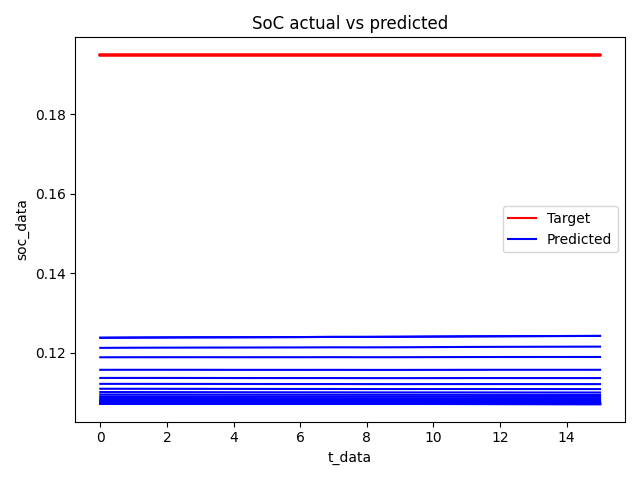 SoC actual vs predicted
soc_data
0.18
0.16
0.14
0.12
Target
Predicted
0 2 4 6 8 10 12 14
t_data